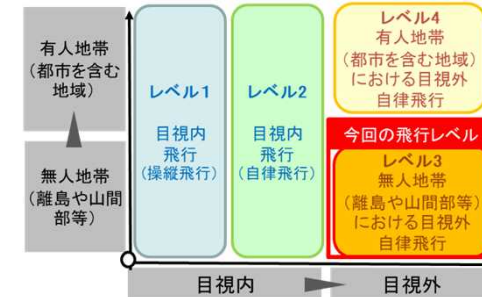 有人地帯
(都市を含む
地域)
無人地帯
(離島や山間
部等)
レベル1
目視内
飛行
(操縦飛行)
レベル2
目視内
飛行
(自律飛行)
レベル4
有人地帯
(都市を含む地域)
における目視外
自律飛行
今回の飛行レベル
レベル3
無人地帯
(離島や山間部等)
における目視外
自律飛行
目視内
目視外